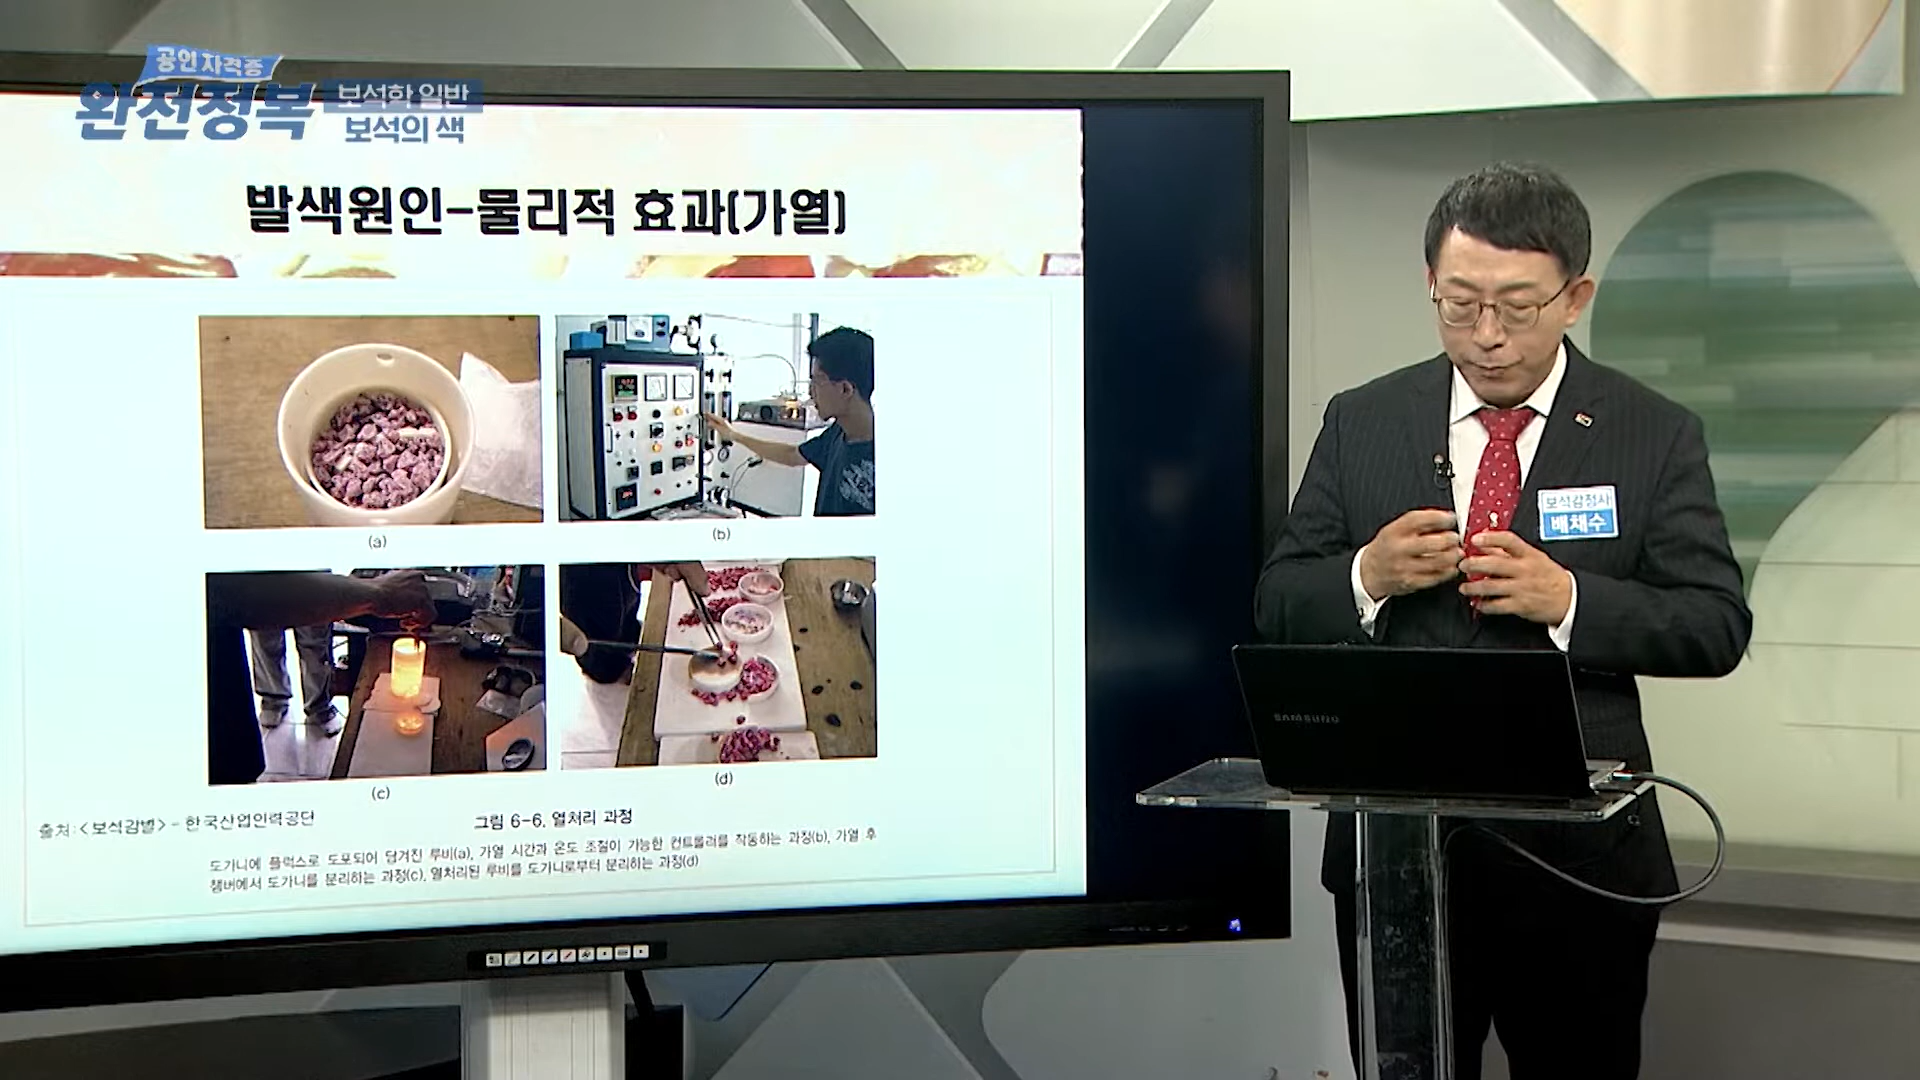 공인 자격증
완전정복
보석학 일반
보석의 색
발색원인-물리적 효과(가열)
(a)
(b)
(c)
(d)
출처:<보석감별>-한국산업인력공단
그림 6-6. 열처리 과정
도가니에 플럭스로 도포되어 담겨진 루비(a), 가열 시간과 온도 조절이 가능한 컨트롤러를 작동하는 과정(b), 가열 후
챔버에서 도가니를 분리하는 과정(c), 열처리된 루비를 도가니로부터 분리하는 과정(d)
보석감정사
배채수
SAMSUNG